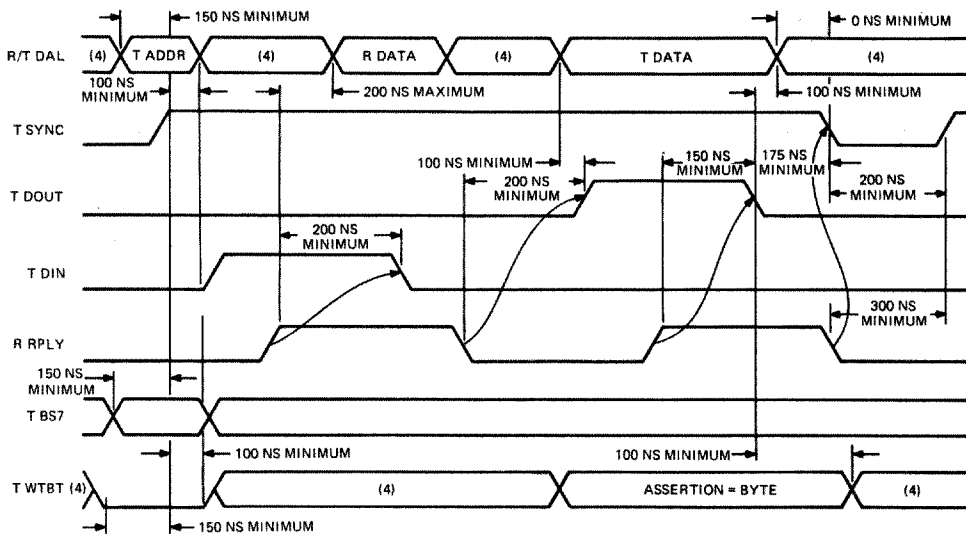 150 NS MINIMUM
0 NS MINIMUM
R/T DAL
(4)
T ADDR
(4)
R DATA
(4)
T DATA
(4)
100 NS
MINIMUM
200 NS MAXIMUM
100 NS MINIMUM
T SYNC
100 NS MINIMUM
150 NS
MINIMUM
175 NS
MINIMUM
200 NS
MINIMUM
200 NS
MINIMUM
T DOUT
200 NS
MINIMUM
T DIN
300 NS
MINIMUM
R RPLY
150 NS
MINIMUM
T BS7
100 NS MINIMUM
100 NS MINIMUM
T WTBT
(4)
(4)
ASSERTION = BYTE
(4)
150 NS MINIMUM